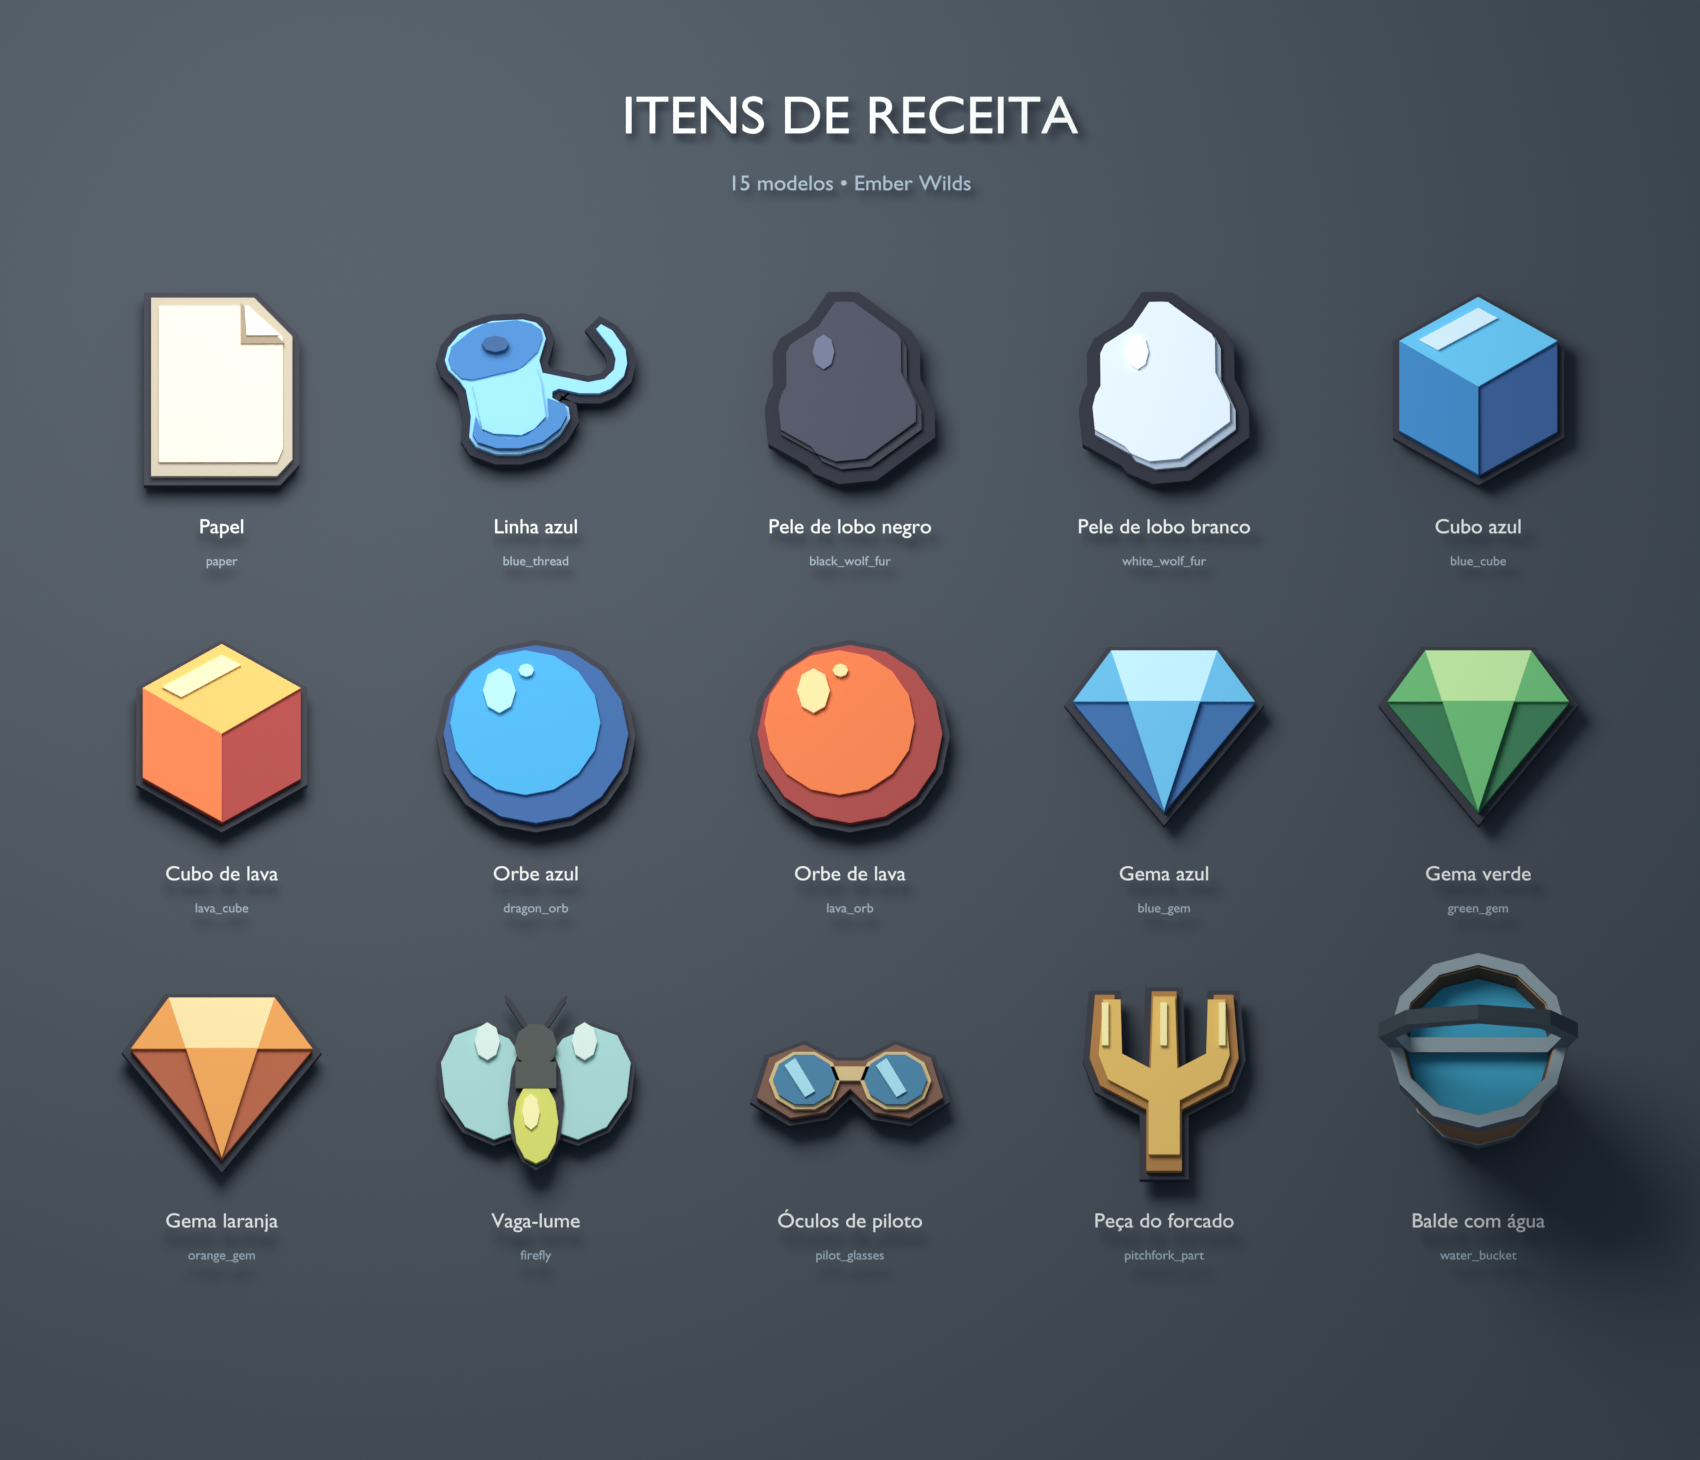 ITENS DE RECEITA
15 modelos • Ember Wilds
Papel
paper
Linha azul
blue_thread
Pele de lobo negro
black_wolf_fur
Pele de lobo branco
white_wolf_fur
Cubo azul
blue_cube
Cubo de lava
lava_cube
Orbe azul
dragon_orb
Orbe de lava
lava_orb
Gema azul
blue_gem
Gema verde
green_gem
Gema laranja
orange_gem
Vaga-lume
firefly
Óculos de piloto
pilot_glasses
Peça do forcado
pitchfork_part
Balde com água
water_bucket